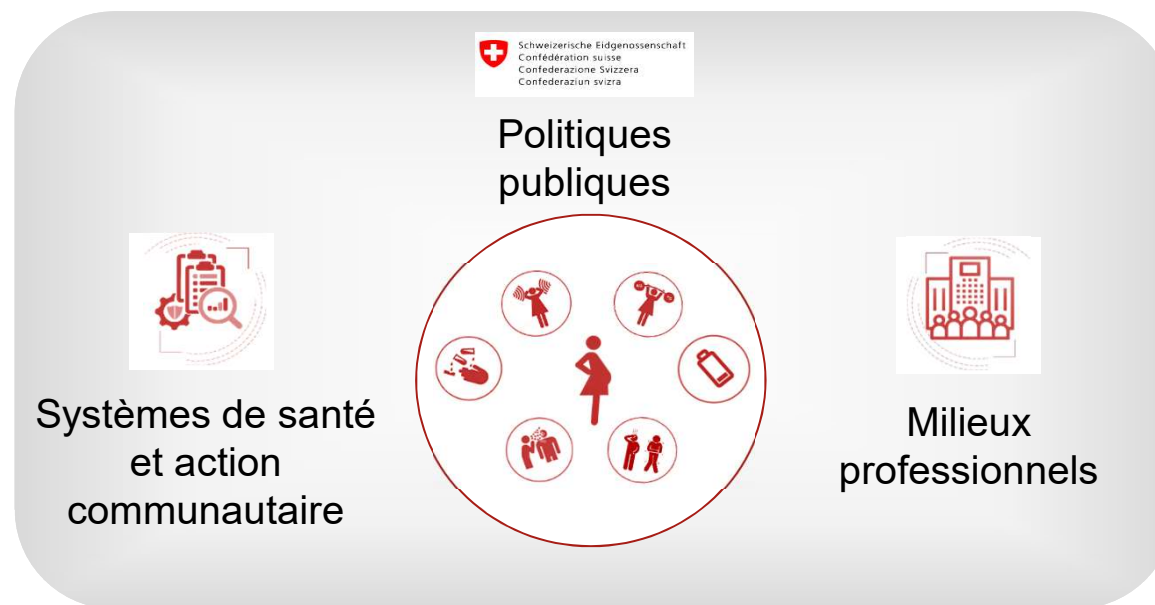 Schweizerische Eidgenossenschaft
Confédération suisse
Confederazione Svizzera
Confederaziun svizra
Politiques
publiques
Systèmes de santé
et action
communautaire
Milieux
professionnels